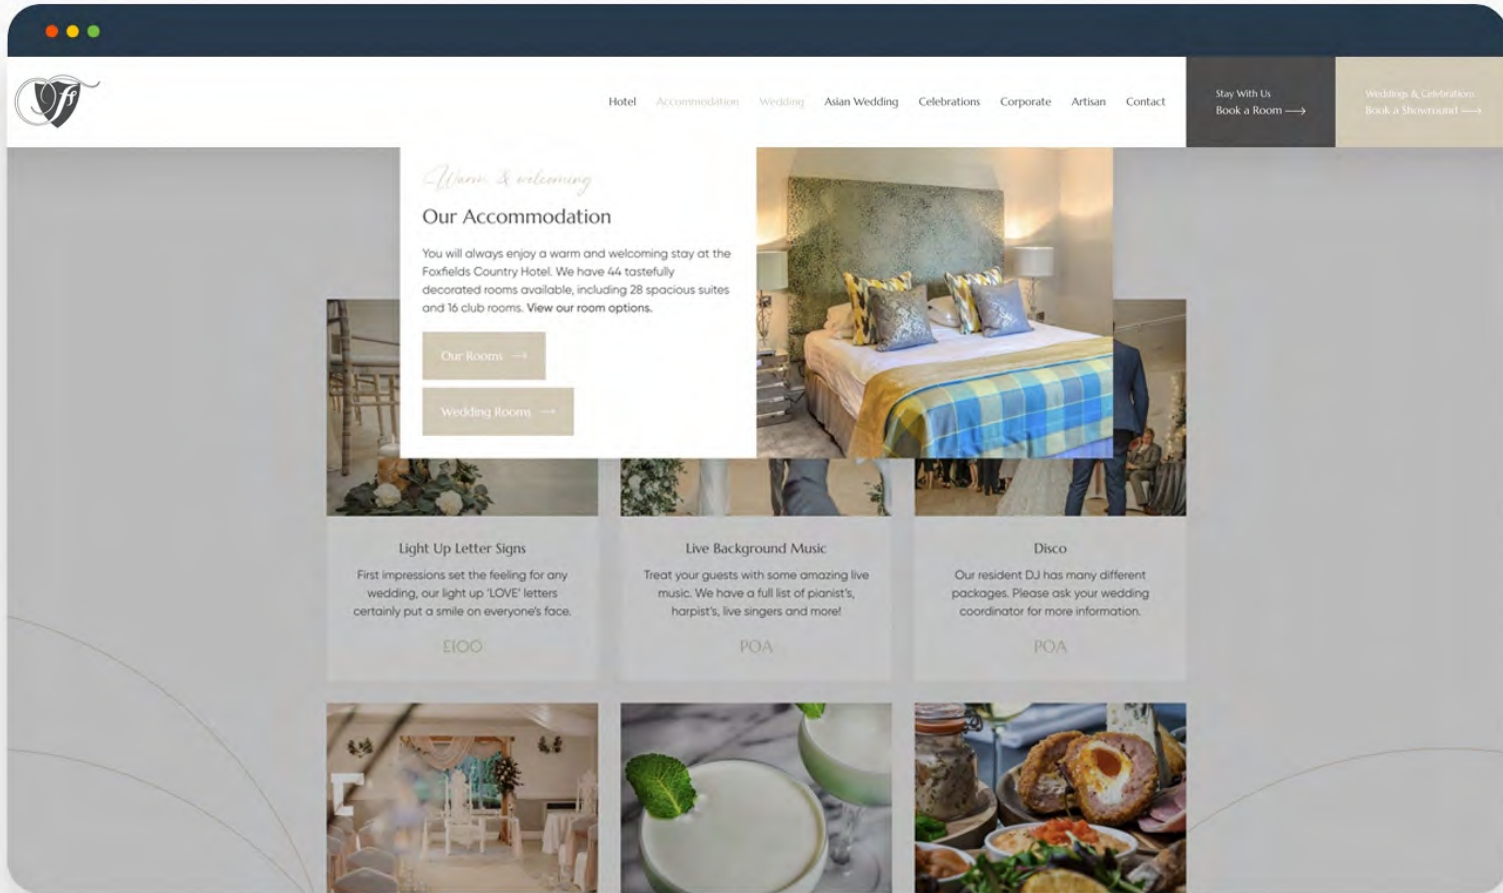 Hotel
Accommodation
Wedding
Asian Wedding
Celebrations
Corporate
Artisan
Contact
Stay With Us
Book a Room
Weddings & Celebrations
Book a Showround
Warm & welcoming
Our Accommodation
You will always enjoy a warm and welcoming stay at the
Foxfields Country Hotel. We have 44 tastefully
decorated rooms available, including 28 spacious suites
and 16 club rooms. View our room options.
Our Rooms
Wedding Rooms
Light Up Letter Signs
First impressions set the feeling for any
wedding, our light up 'LOVE' letters
certainly put a smile on everyone's face.
£100
Live Background Music
Treat your guests with some amazing live
music. We have a full list of pianist's,
harpist's, live singers and more!
POA
Disco
Our resident DJ has many different
packages. Please ask your wedding
coordinator for more information.
POA